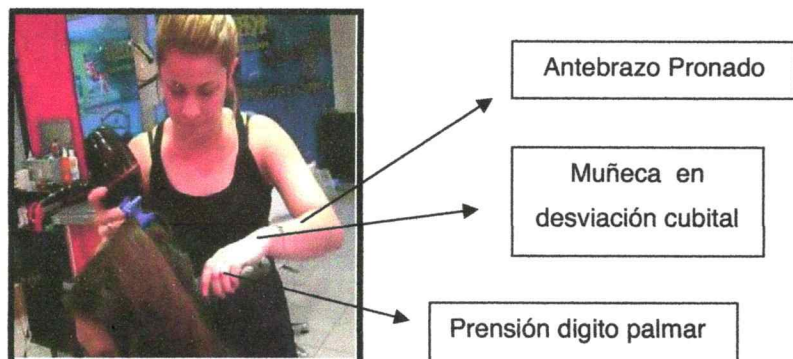 Antebrazo Pronado
Muñeca en
desviación cubital
Prensión digito palmar